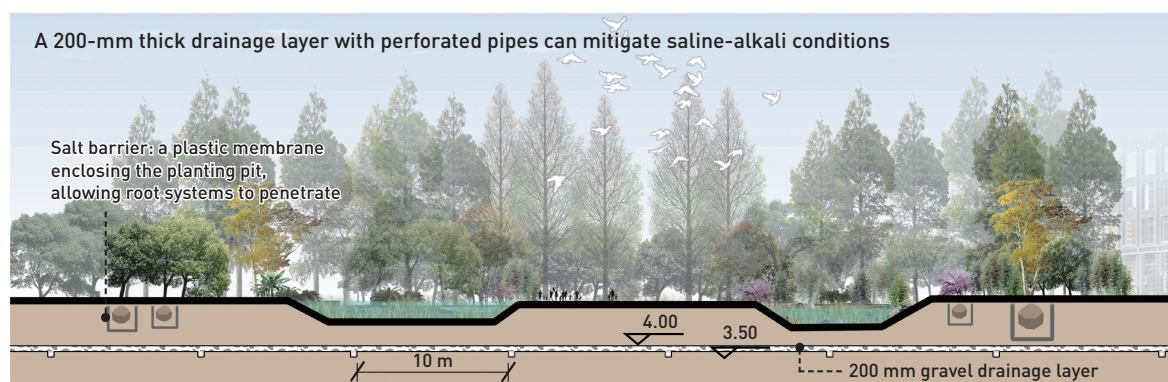 A 200-mm thick drainage layer with perforated pipes can mitigate saline-alkali conditions
Salt barrier: a plastic membrane
enclosing the planting pit,
allowing root systems to penetrate
4.00
3.50
10 m
200 mm gravel drainage layer